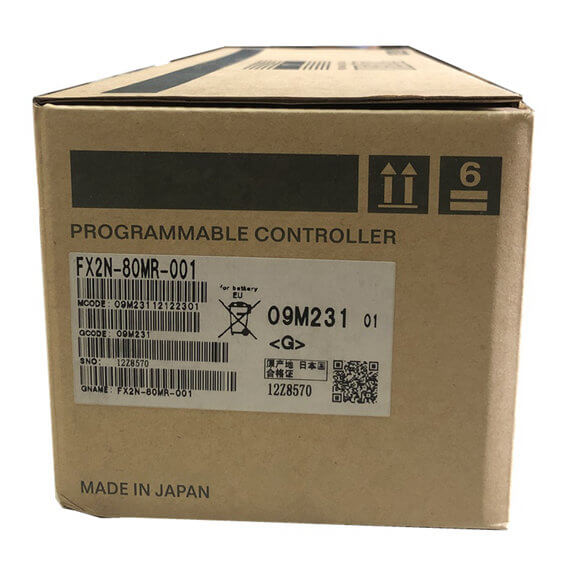 6
PROGRAMMABLE CONTROLLER
FX2N-80MR-001
MCODE: 09M23112122301
QCODE: 09M231
SNO: 12Z8570
GNAME: FX2N-80MR-001
for battery
EU
09M231 01
<G>
原产地 日本国
合格证
12Z8570
MADE IN JAPAN